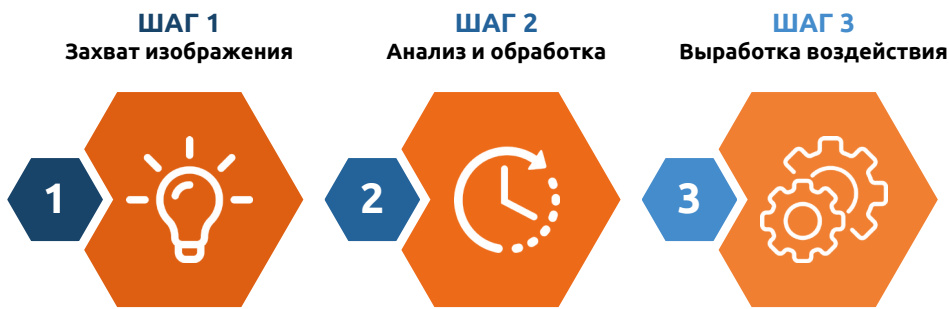 ШАГ 1
Захват изображения
ШАГ 2
Анализ и обработка
ШАГ 3
Выработка воздействия
1
2
3